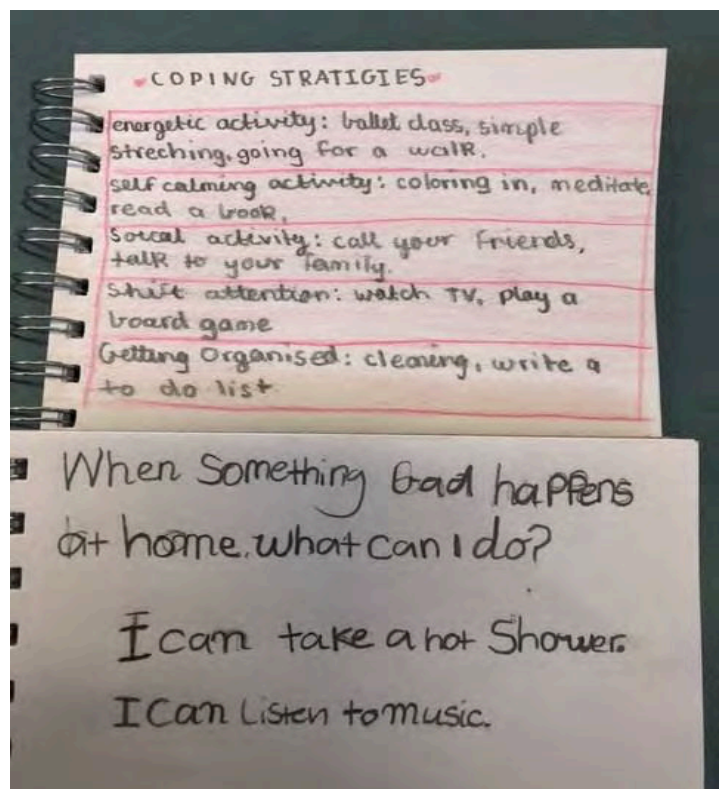 COPING STRATIGIES
energetic activity: ballet class, simple
streching, going for a walk.
self calming activity: coloring in, meditate,
read a book,
Soical activity: call your friends,
talk to your family.
Shift attention: watch TV, play a
board game
Getting Organised: cleaning, write a
to do list.
When Something bad happens
at home. what can I do?
I can take a hot Shower.
I Can Listen to music.